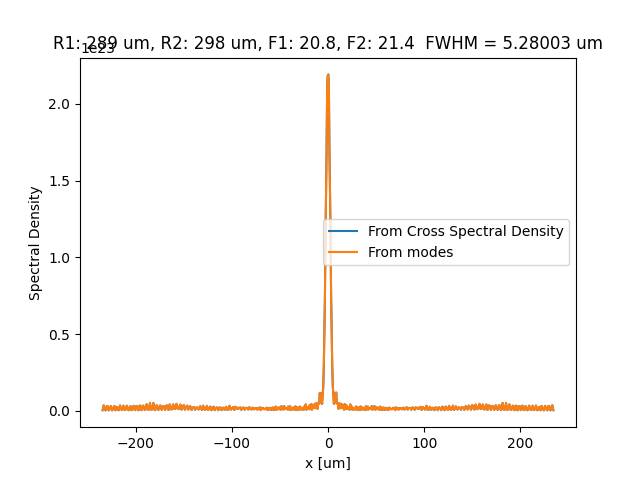 R1: 289 um, R2: 298 um, F1: 20.8, F2: 21.4  FWHM = 5.28003 um
1e23
2.0
1.5
1.0
0.5
0.0
Spectral Density
From Cross Spectral Density
From modes
−200
−100
0
100
200
x [um]